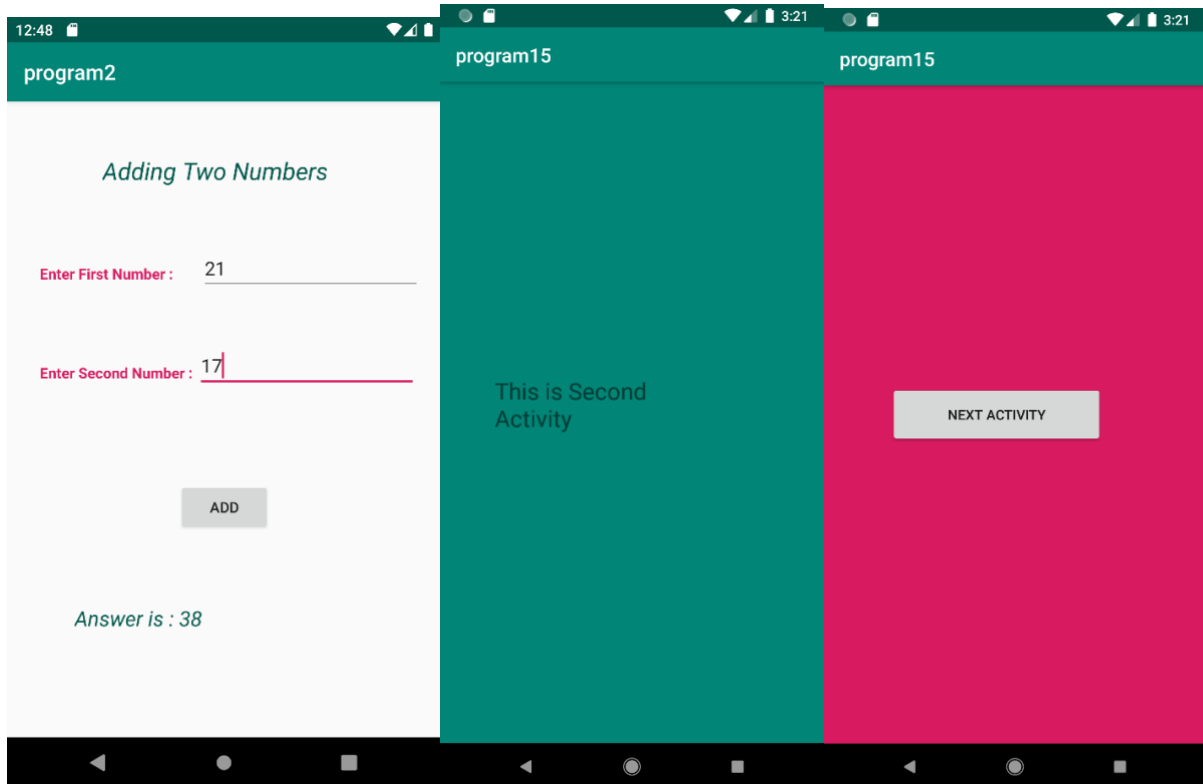 12:48
program2
Adding Two Numbers
Enter First Number :
21
Enter Second Number :
17
ADD
Answer is : 38
3:21
program15
This is Second
Activity
3:21
program15
NEXT ACTIVITY